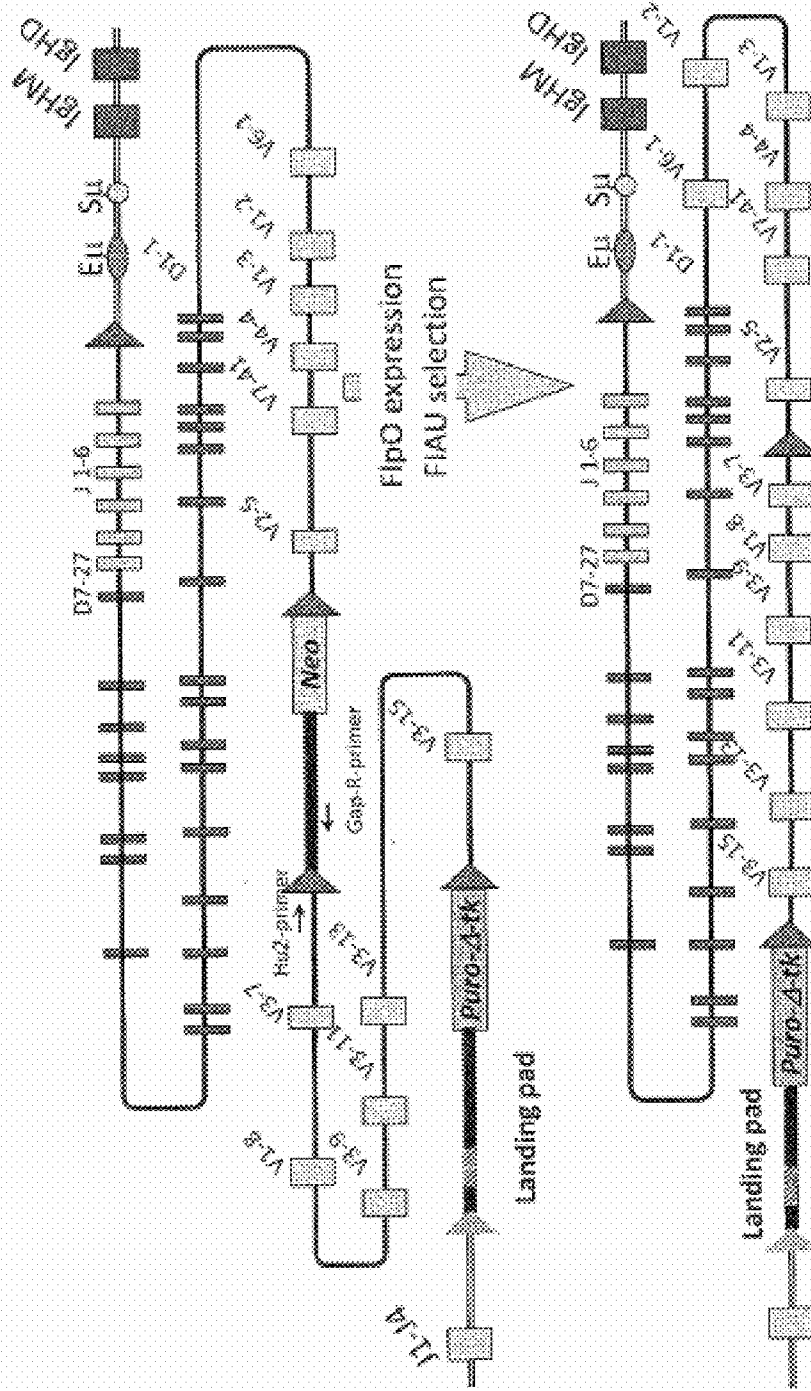 IgHD
IgHM
Sμ
Eμ
D1-1
J 1-6
D7-27
V6-1
V1-2
V1-3
V4-4
V7-41
V2-5
Neo
Gap-R-primer
Hu2-primer
V3-7
V1-8
V3-9
V3-11
V3-13
V3-15
Puro-Δ-tk
Landing pad
J1-J4
FlpO expression
FIAU selection
IgHD
IgHM
Sμ
Eμ
D1-1
J 1-6
D7-27
V6-1
V1-2
V1-3
V4-4
V7-41
V2-5
V3-7
V1-8
V3-9
V3-11
V3-13
V3-15
Puro-Δ-tk
Landing pad